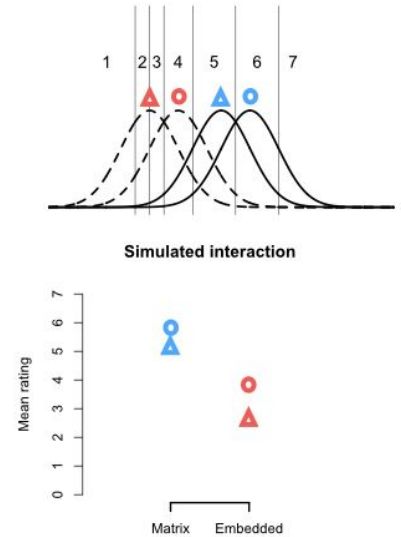 1 2 3 4 5 6 7
Simulated interaction
Mean rating
7
6
5
4
3
2
1
0
Matrix Embedded